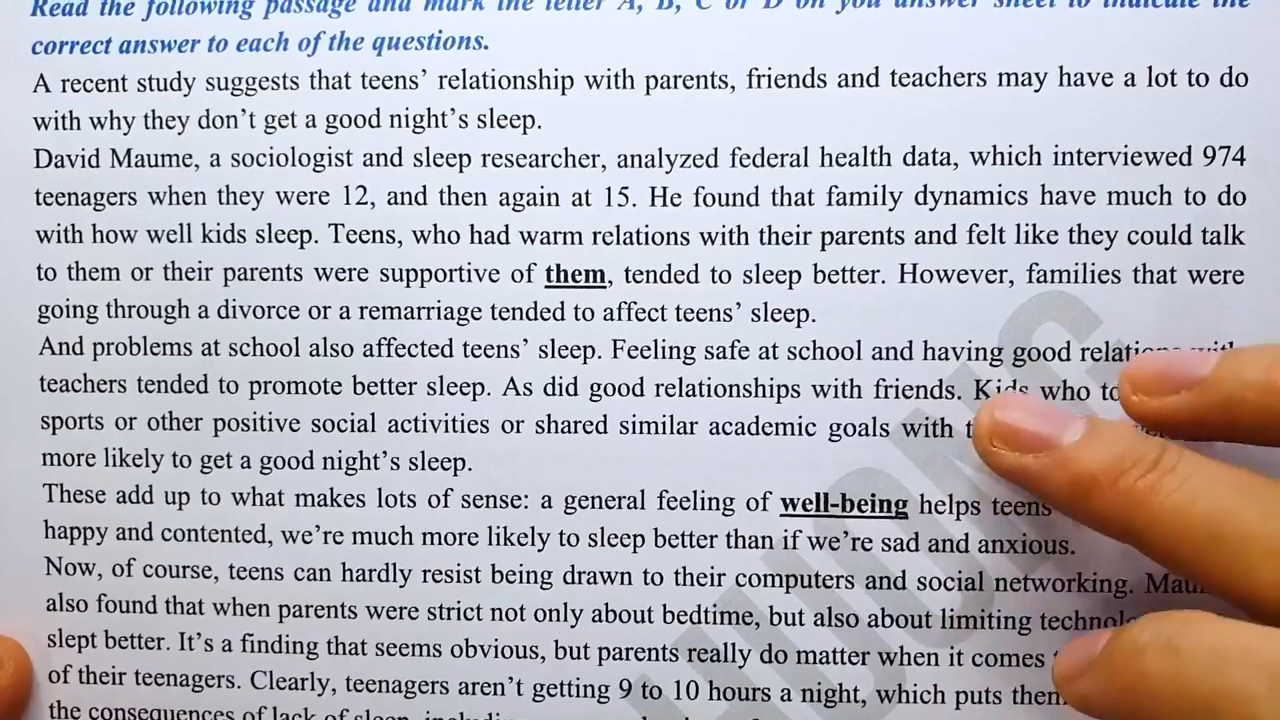 Read the following passage and mark the letter A, B, C or D on you answer sheet to indicate the
correct answer to each of the questions.
A recent study suggests that teens' relationship with parents, friends and teachers may have a lot to do
with why they don't get a good night's sleep.
David Maume, a sociologist and sleep researcher, analyzed federal health data, which interviewed 974
teenagers when they were 12, and then again at 15. He found that family dynamics have much to do
with how well kids sleep. Teens, who had warm relations with their parents and felt like they could talk
to them or their parents were supportive of them, tended to sleep better. However, families that were
going through a divorce or a remarriage tended to affect teens' sleep.
And problems at school also affected teens' sleep. Feeling safe at school and having good relations with
teachers tended to promote better sleep. As did good relationships with friends. Kids who
sports or other positive social activities or shared similar academic goals with
more likely to get a good night's sleep.
These add up to what makes lots of sense: a general feeling of well-being helps teens
happy and contented, we're much more likely to sleep better than if we're sad and anxious.
Now, of course, teens can hardly resist being drawn to their computers and social networking.
also found that when parents were strict not only about bedtime, but also about limiting
slept better. It's a finding that seems obvious, but parents really do matter when it comes
of their teenagers. Clearly, teenagers aren't getting 9 to 10 hours a night, which puts
the consequences of lack of sleep,
HUONG